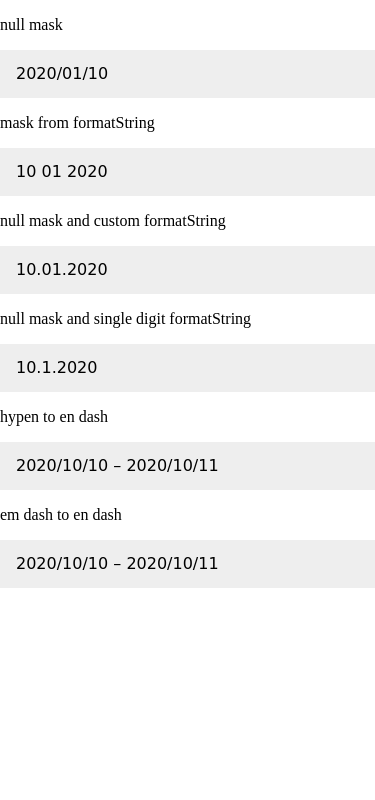 null mask
2020/01/10
mask from formatString
10 01 2020
null mask and custom formatString
10.01.2020
null mask and single digit formatString
10.1.2020
hypen to en dash
2020/10/10 – 2020/10/11
em dash to en dash
2020/10/10 – 2020/10/11